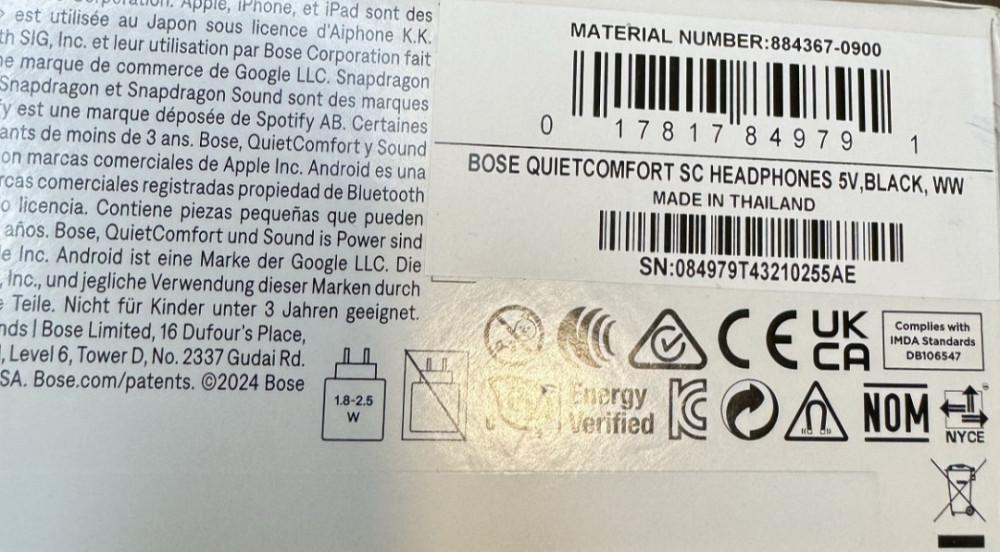 Apple, iPhone, et iPad sont des
est utilisée au Japon sous licence d'Aiphone K.K.
th SIG, Inc. et leur utilisation par Bose Corporation fait
ne marque de commerce de Google LLC. Snapdragon
Snapdragon et Snapdragon Sound sont des marques
fy est une marque déposée de Spotify AB. Certaines
ants de moins de 3 ans. Bose, QuietComfort y Sound
on marcas comerciales de Apple Inc. Android es una
rcas comerciales registradas propiedad de Bluetooth
o licencia. Contiene piezas pequeñas que pueden
años. Bose, QuietComfort und Sound is Power sind
e Inc. Android ist eine Marke der Google LLC. Die
, Inc., und jegliche Verwendung dieser Marken durch
e Teile. Nicht für Kinder unter 3 Jahren geeignet.
nds | Bose Limited, 16 Dufour's Place,
, Level 6, Tower D, No. 2337 Gudai Rd.
SA. Bose.com/patents. ©2024 Bose
MATERIAL NUMBER:884367-0900
0 17817 84979 1
BOSE QUIETCOMFORT SC HEADPHONES 5V,BLACK, WW
MADE IN THAILAND
SN:084979T43210255AE
CE
UK
CA
Complies with
IMDA Standards
DB106547
1.8-2.5
W
Energy
Verified
KC
NOM
NYCE